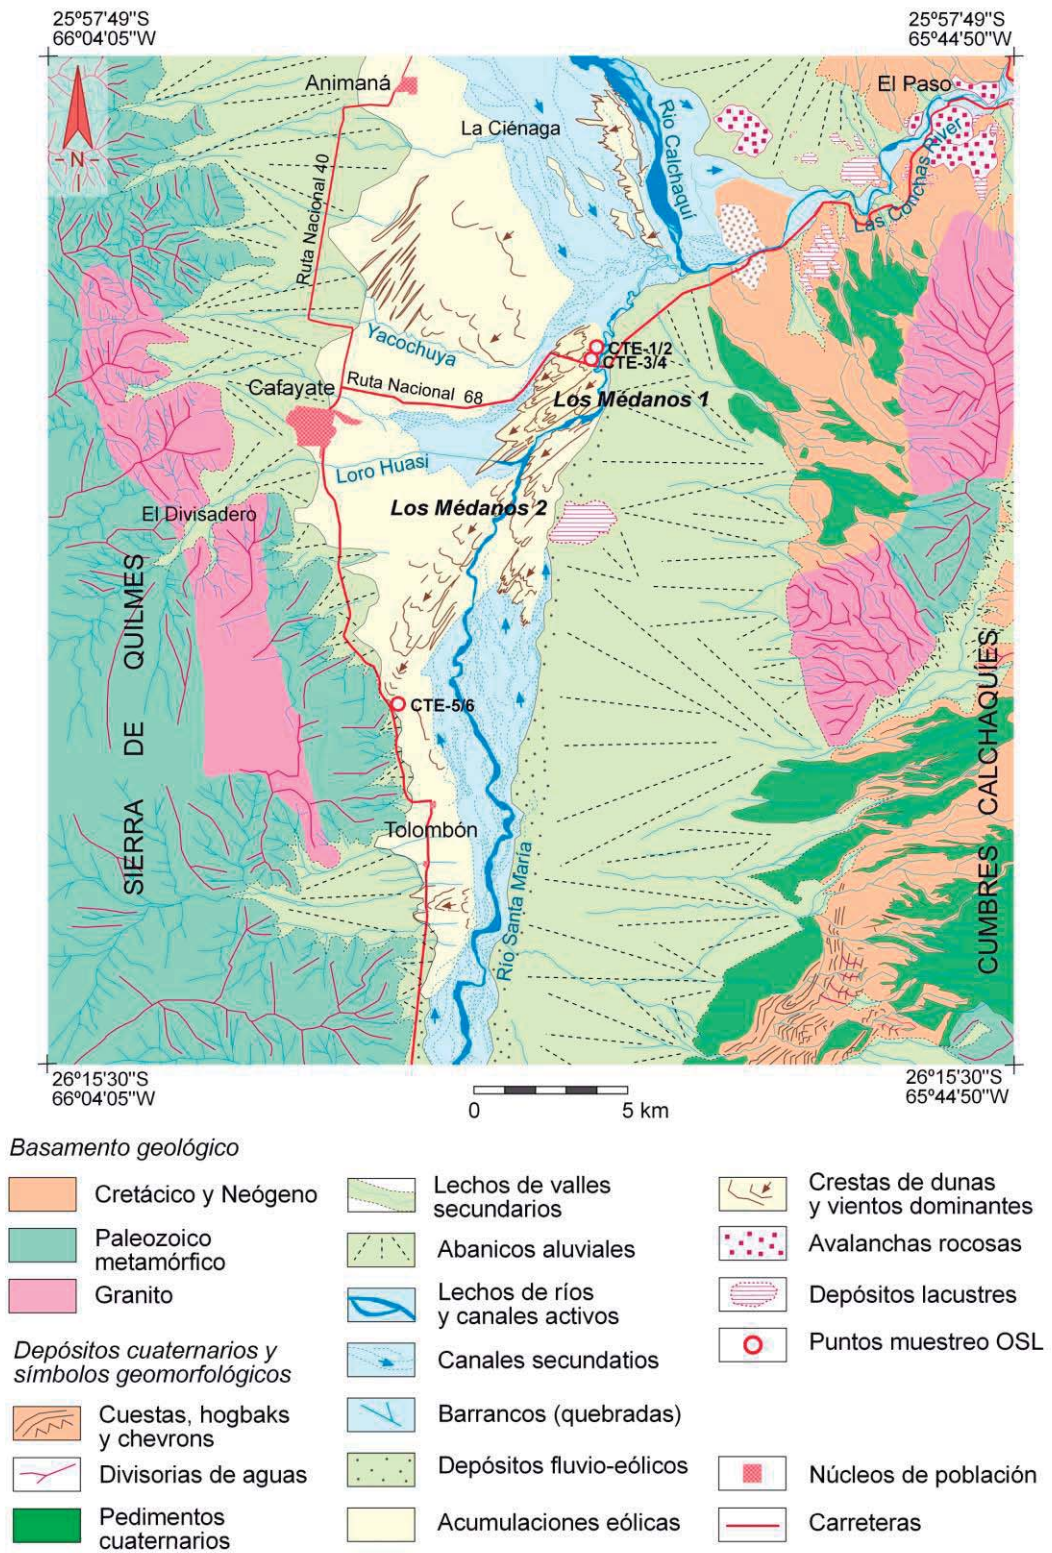 25º57'49"S
66º04'05"W
25º57'49"S
65º44'50"W
Animaná
El Paso
La Ciénaga
Río Calchaquí
Las Conchas River
N
Ruta Nacional 40
Yacochuya
CTE-1/2
CTE-3/4
Cafayate
Ruta Nacional 68
Los Médanos 1
Loro Huasi
Los Médanos 2
El Divisadero
SIERRA DE QUILMES
CUMBRES CALCHAQUÍES
CTE-5/6
Tolombón
Río Santa María
26º15'30"S
66º04'05"W
26º15'30"S
65º44'50"W
0 5 km
Basamento geológico
Cretácico y Neógeno
Paleozoico
metamórfico
Granito
Depósitos cuaternarios y
símbolos geomorfológicos
Cuestas, hogbaks
y chevrons
Divisorias de aguas
Pedimentos
cuaternarios
Lechos de valles
secundarios
Abanicos aluviales
Lechos de ríos
y canales activos
Canales secundatios
Barrancos (quebradas)
Depósitos fluvio-eólicos
Acumulaciones eólicas
Crestas de dunas
y vientos dominantes
Avalanchas rocosas
Depósitos lacustres
Puntos muestreo OSL
Núcleos de población
Carreteras